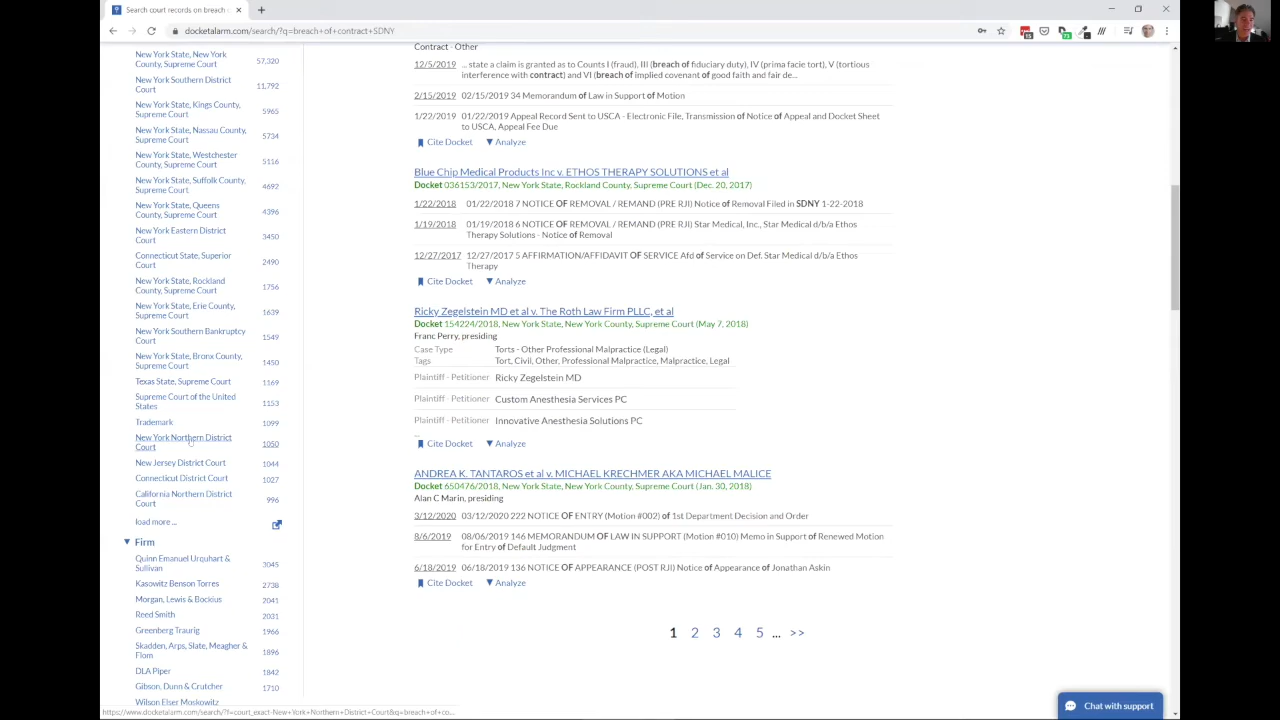 Search court records on breach
docketalarm.com/search/?q=breach+of+contract+SDNY
New York State, New York
County, Supreme Court
57,320
New York Southern District
Court
11,792
New York State, Kings County,
Supreme Court
5965
New York State, Nassau County,
Supreme Court
5734
New York State, Westchester
County, Supreme Court
5116
New York State, Suffolk County,
Supreme Court
4692
New York State, Queens
County, Supreme Court
4396
New York Eastern District
Court
3450
Connecticut State, Superior
Court
2490
New York State, Rockland
County, Supreme Court
1756
New York State, Erie County,
Supreme Court
1639
New York Southern Bankruptcy
Court
1549
New York State, Bronx County,
Supreme Court
1450
Texas State, Supreme Court
1169
Supreme Court of the United
States
1153
Trademark
1099
New York Northern District
Court
1050
New Jersey District Court
1044
Connecticut District Court
1027
California Northern District
Court
996
load more ...
Firm
Quinn Emanuel Urquhart &
Sullivan
3045
Kasowitz Benson Torres
2738
Morgan, Lewis & Bockius
2041
Reed Smith
2031
Greenberg Traurig
1966
Skadden, Arps, Slate, Meagher &
Flom
1896
DLA Piper
1842
Gibson, Dunn & Crutcher
1710
Wilson Elser Moskowitz
Contract - Other
12/5/2019 ... state a claim is granted as to Counts I (fraud), III (breach of fiduciary duty), IV (prima facie tort), V (tortious
interference with contract) and VI (breach of implied covenant of good faith and fair de...
2/15/2019 02/15/2019 34 Memorandum of Law in Support of Motion
1/22/2019 01/22/2019 Appeal Record Sent to USCA - Electronic File, Transmission of Notice of Appeal and Docket Sheet
to USCA, Appeal Fee Due
Cite Docket Analyze
Blue Chip Medical Products Inc v. ETHOS THERAPY SOLUTIONS et al
Docket 036153/2017, New York State, Rockland County, Supreme Court (Dec. 20, 2017)
1/22/2018 01/22/2018 7 NOTICE OF REMOVAL / REMAND (PRE RJI) Notice of Removal Filed in SDNY 1-22-2018
1/19/2018 01/19/2018 6 NOTICE OF REMOVAL / REMAND (PRE RJI) Star Medical, Inc., Star Medical d/b/a Ethos
Therapy Solutions - Notice of Removal
12/27/2017 12/27/2017 5 AFFIRMATION/AFFIDAVIT OF SERVICE Afd of Service on Def. Star Medical d/b/a Ethos
Therapy
Cite Docket Analyze
Ricky Zegelstein MD et al v. The Roth Law Firm PLLC, et al
Docket 154224/2018, New York State, New York County, Supreme Court (May 7, 2018)
Franc Perry, presiding
Case Type Torts - Other Professional Malpractice (Legal)
Tags Tort, Civil, Other, Professional Malpractice, Malpractice, Legal
Plaintiff - Petitioner Ricky Zegelstein MD
Plaintiff - Petitioner Custom Anesthesia Services PC
Plaintiff - Petitioner Innovative Anesthesia Solutions PC
...
Cite Docket Analyze
ANDREA K. TANTAROS et al v. MICHAEL KRECHMER AKA MICHAEL MALICE
Docket 650476/2018, New York State, New York County, Supreme Court (Jan. 30, 2018)
Alan C Marin, presiding
3/12/2020 03/12/2020 222 NOTICE OF ENTRY (Motion #002) of 1st Department Decision and Order
8/6/2019 08/06/2019 146 MEMORANDUM OF LAW IN SUPPORT (Motion #010) Memo in Support of Renewed Motion
for Entry of Default Judgment
6/18/2019 06/18/2019 136 NOTICE OF APPEARANCE (POST RJI) Notice of Appearance of Jonathan Askin
Cite Docket Analyze
1 2 3 4 5 ... >>
Chat with support
https://www.docketalarm.com/search/?f=court_exact-New+York+Northern+District+Court&q=breach+of+co...